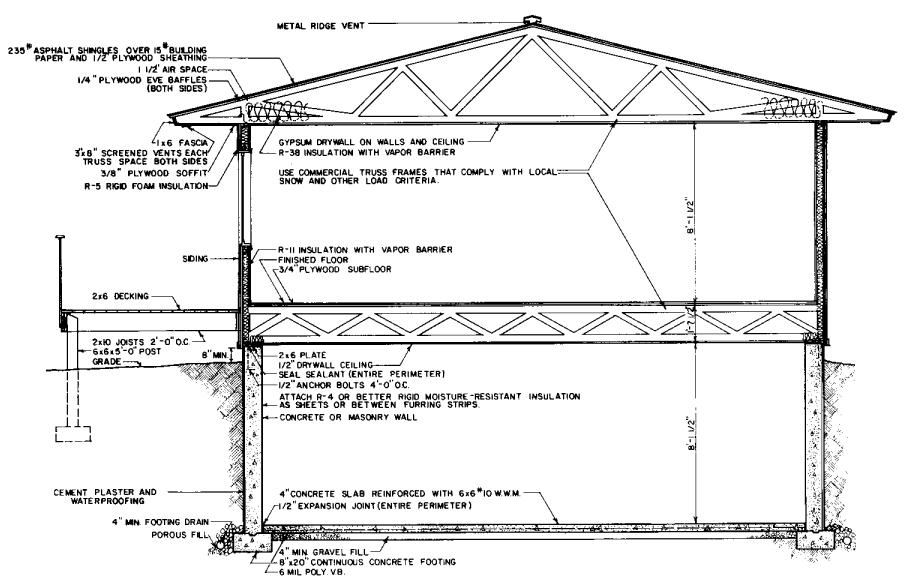 METAL RIDGE VENT
235# ASPHALT SHINGLES OVER 15# BUILDING
PAPER AND 1/2" PLYWOOD SHEATHING
1 1/2" AIR SPACE
1/4" PLYWOOD EVE BAFFLES
(BOTH SIDES)
1x6 FASCIA
3"x8" SCREENED VENTS EACH
TRUSS SPACE BOTH SIDES
3/8" PLYWOOD SOFFIT
R-5 RIGID FOAM INSULATION
GYPSUM DRYWALL ON WALLS AND CEILING
R-38 INSULATION WITH VAPOR BARRIER
USE COMMERCIAL TRUSS FRAMES THAT COMPLY WITH LOCAL
SNOW AND OTHER LOAD CRITERIA.
8'-1 1/2"
SIDING
R-11 INSULATION WITH VAPOR BARRIER
FINISHED FLOOR
3/4" PLYWOOD SUBFLOOR
2x6 DECKING
1'-7 1/2"
2x10 JOISTS 2'-0" O.C.
6x6x5'-0" POST
GRADE
8" MIN.
2x6 PLATE
1/2" DRYWALL CEILING
SEAL SEALANT (ENTIRE PERIMETER)
1/2" ANCHOR BOLTS 4'-0" O.C.
ATTACH R-4 OR BETTER RIGID MOISTURE-RESISTANT INSULATION
AS SHEETS OR BETWEEN FURRING STRIPS.
CONCRETE OR MASONRY WALL
8'-1 1/2"
CEMENT PLASTER AND
WATERPROOFING
4" CONCRETE SLAB REINFORCED WITH 6x6 #10 W.W.M.
1/2" EXPANSION JOINT (ENTIRE PERIMETER)
4" MIN. FOOTING DRAIN
POROUS FILL
4" MIN. GRAVEL FILL
8"x20" CONTINUOUS CONCRETE FOOTING
6 MIL POLY V.B.